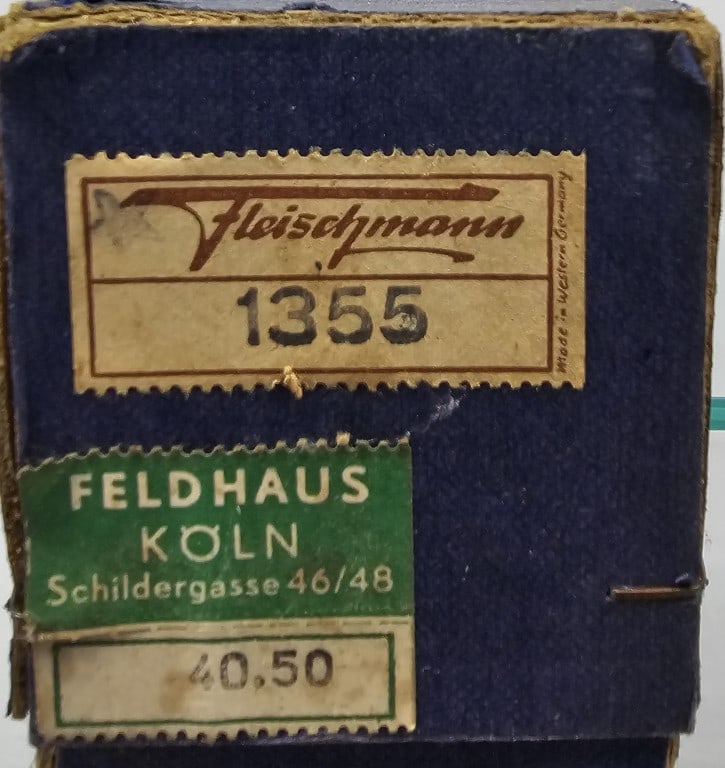 Fleischmann
1355
Made in Western Germany
FELDHAUS
KÖLN
Schildergasse 46/48
40.50